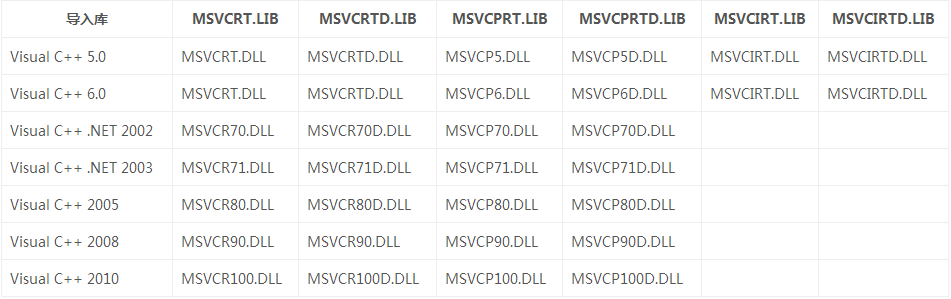 导入库 MSVCRT.LIB MSVCRTD.LIB MSVCPRT.LIB MSVCPRTD.LIB MSVCIRT.LIB MSVCIRTD.LIB
Visual C++ 5.0 MSVCRT.DLL MSVCRTD.DLL MSVCP5.DLL MSVCP5D.DLL MSVCIRT.DLL MSVCIRTD.DLL
Visual C++ 6.0 MSVCRT.DLL MSVCRTD.DLL MSVCP6.DLL MSVCP6D.DLL MSVCIRT.DLL MSVCIRTD.DLL
Visual C++ .NET 2002 MSVCR70.DLL MSVCR70D.DLL MSVCP70.DLL MSVCP70D.DLL
Visual C++ .NET 2003 MSVCR71.DLL MSVCR71D.DLL MSVCP71.DLL MSVCP71D.DLL
Visual C++ 2005 MSVCR80.DLL MSVCR80D.DLL MSVCP80.DLL MSVCP80D.DLL
Visual C++ 2008 MSVCR90.DLL MSVCR90D.DLL MSVCP90.DLL MSVCP90D.DLL
Visual C++ 2010 MSVCR100.DLL MSVCR100D.DLL MSVCP100.DLL MSVCP100D.DLL